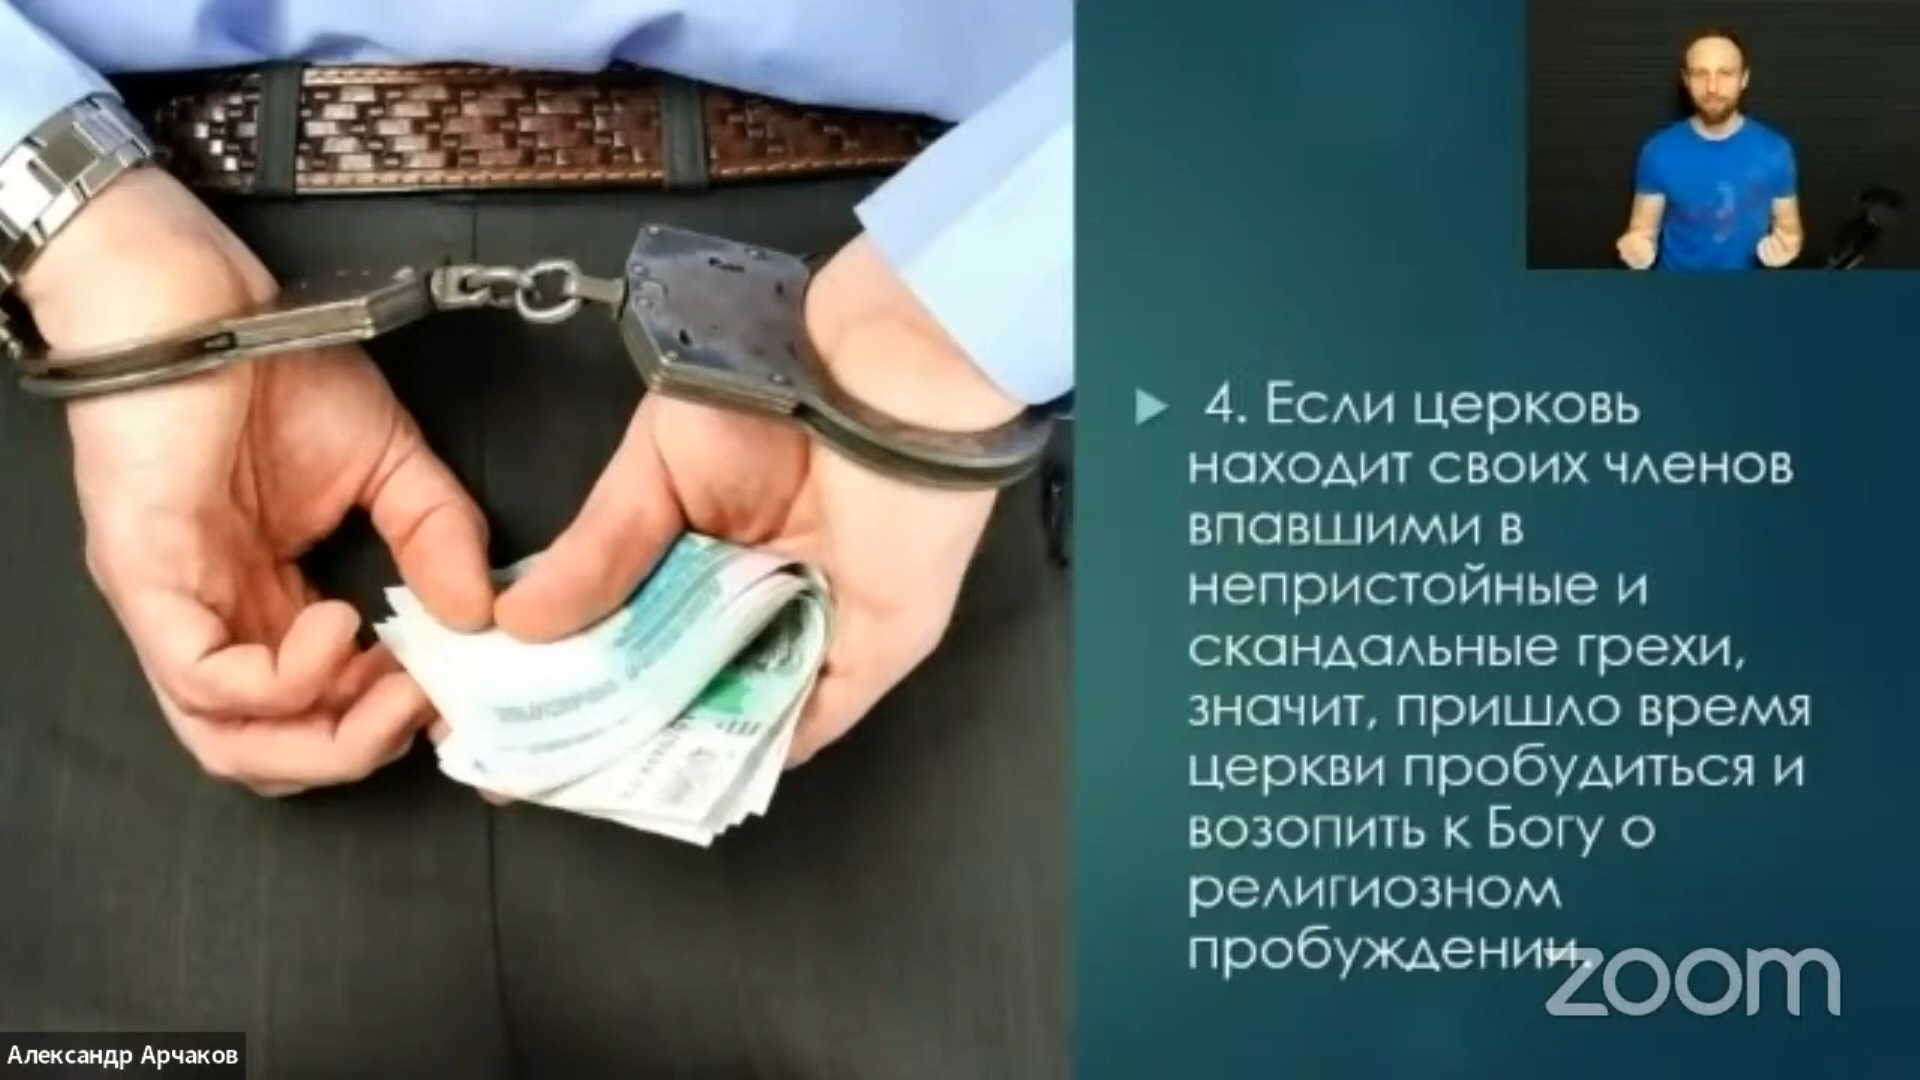 4. Если церковь
находит своих членов
впавшими в
непристойные и
скандальные грехи,
значит, пришло время
церкви пробудиться и
возопить к Богу о
религиозном
пробуждении.
zoom
Александр Арчаков